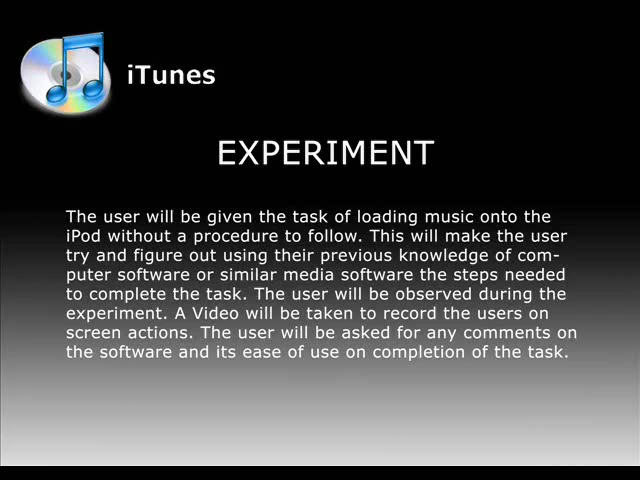 iTunes
EXPERIMENT
The user will be given the task of loading music onto the
iPod without a procedure to follow. This will make the user
try and figure out using their previous knowledge of com-
puter software or similar media software the steps needed
to complete the task. The user will be observed during the
experiment. A Video will be taken to record the users on
screen actions. The user will be asked for any comments on
the software and its ease of use on completion of the task.